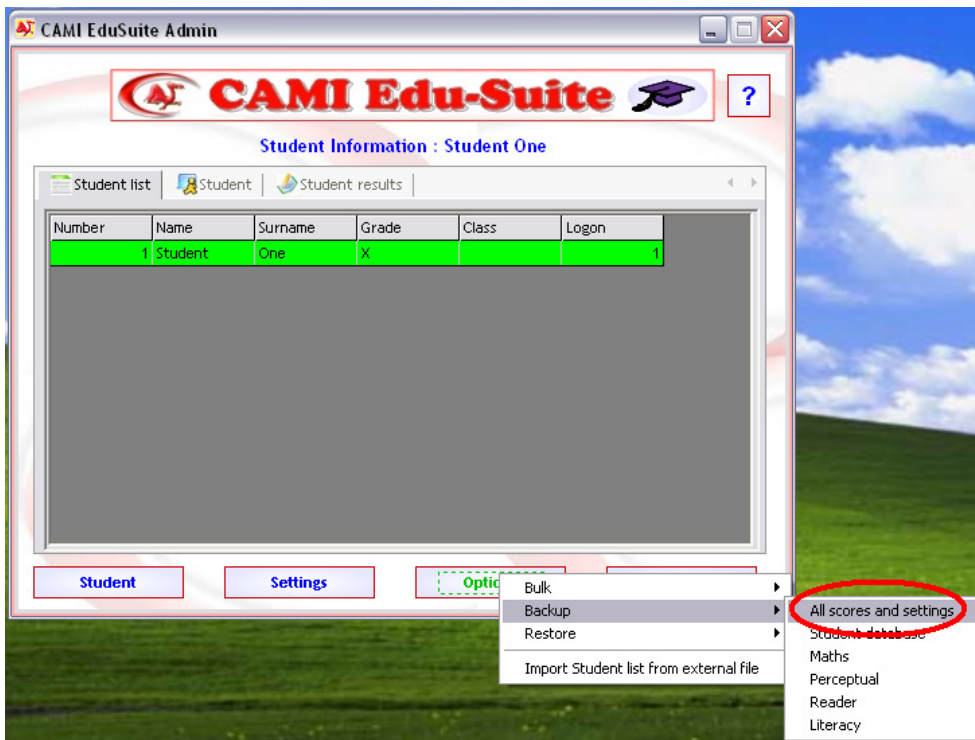 CAMI EduSuite Admin
CAMI Edu-Suite
?
Student Information : Student One
Student list Student Student results
Number Name Surname Grade Class Logon
1 Student One X 1
Student Settings
Bulk
Backup
Restore
Import Student list from external file
All scores and settings
Student database
Maths
Perceptual
Reader
Literacy